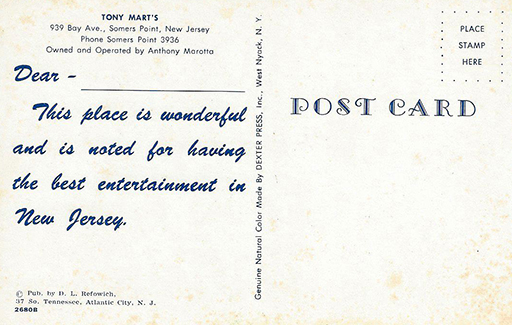 TONY MART'S
939 Bay Ave., Somers Point, New Jersey
Phone Somers Point 3936
Owned and Operated by Anthony Marotta
Dear -
This place is wonderful
and is noted for having
the best entertainment in
New Jersey.
© Pub. by D. L. Refowich,
37 So. Tennessee, Atlantic City, N. J.
2680B
Genuine Natural Color Made By DEXTER PRESS, Inc., West Nyack, N. Y.
POST CARD
PLACE
STAMP
HERE